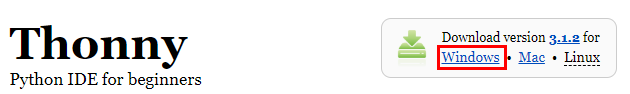 Thonny
Python IDE for beginners
Download version 3.1.2 for
Windows • Mac • Linux